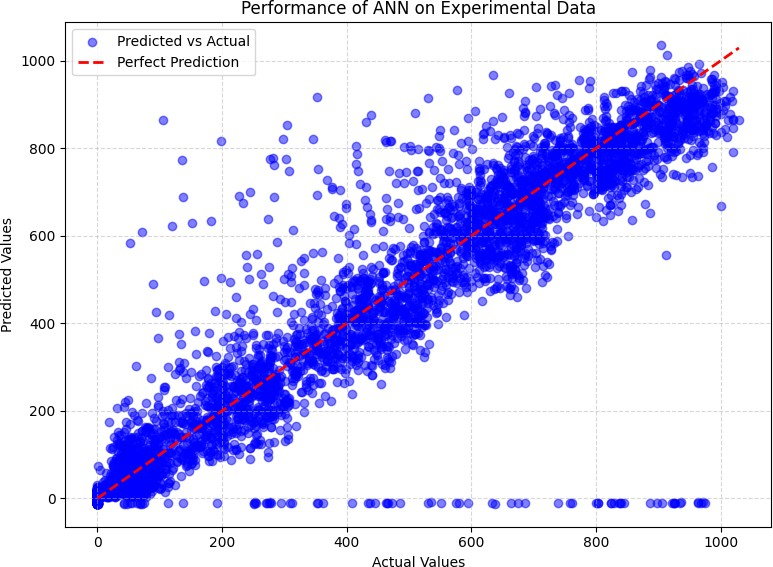 Performance of ANN on Experimental Data
Predicted vs Actual
Perfect Prediction
1000
800
600
400
200
0
Predicted Values
0 200 400 600 800 1000
Actual Values